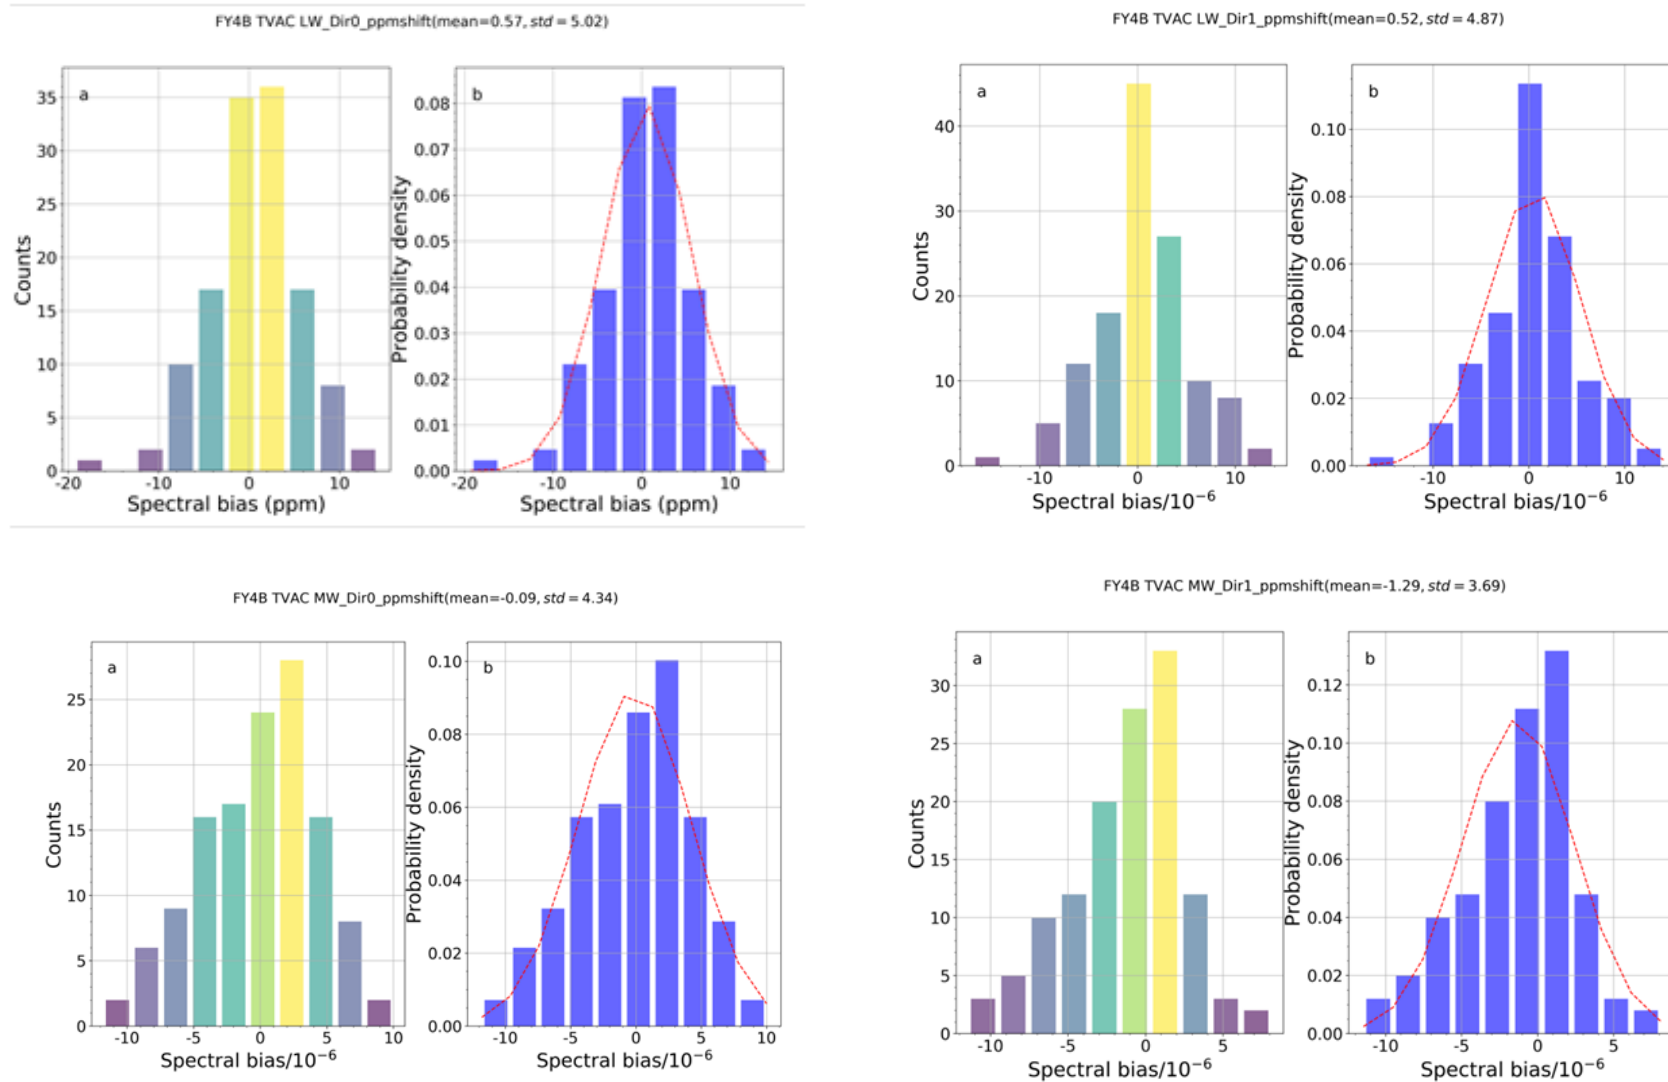 FY4B TVAC LW_Dir0_ppmshift(mean=0.57, std = 5.02)
a
35
30
25
20
15
10
5
0
Counts
-20 -10 0 10
Spectral bias (ppm)
b
0.08
0.07
0.06
0.05
0.04
0.03
0.02
0.01
0.00
Probability density
-20 -10 0 10
Spectral bias (ppm)
FY4B TVAC LW_Dir1_ppmshift(mean=0.52, std = 4.87)
a
40
30
20
10
0
Counts
-10 0 10
Spectral bias/10⁻⁶
b
0.10
0.08
0.06
0.04
0.02
0.00
Probability density
-10 0 10
Spectral bias/10⁻⁶
FY4B TVAC MW_Dir0_ppmshift(mean=-0.09, std = 4.34)
a
25
20
15
10
5
0
Counts
-10 -5 0 5 10
Spectral bias/10⁻⁶
b
0.10
0.08
0.06
0.04
0.02
0.00
Probability density
-10 -5 0 5 10
Spectral bias/10⁻⁶
FY4B TVAC MW_Dir1_ppmshift(mean=-1.29, std = 3.69)
a
30
25
20
15
10
5
0
Counts
-10 -5 0 5
Spectral bias/10⁻⁶
b
0.12
0.10
0.08
0.06
0.04
0.02
0.00
Probability density
-10 -5 0 5
Spectral bias/10⁻⁶